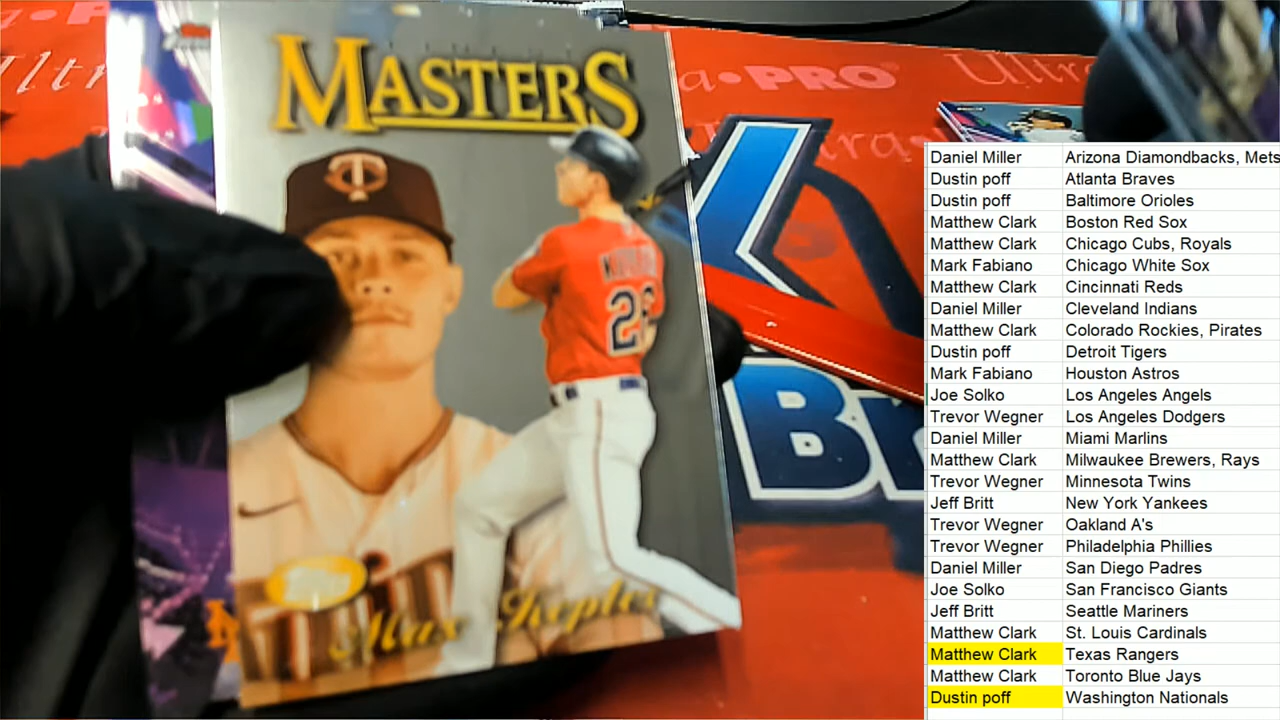 Ultra
a•PRO®
Ultra
MASTERS
26
Max Kepler
Br
Daniel Miller Arizona Diamondbacks, Mets
Dustin poff Atlanta Braves
Dustin poff Baltimore Orioles
Matthew Clark Boston Red Sox
Matthew Clark Chicago Cubs, Royals
Mark Fabiano Chicago White Sox
Matthew Clark Cincinnati Reds
Daniel Miller Cleveland Indians
Matthew Clark Colorado Rockies, Pirates
Dustin poff Detroit Tigers
Mark Fabiano Houston Astros
Joe Solko Los Angeles Angels
Trevor Wegner Los Angeles Dodgers
Daniel Miller Miami Marlins
Matthew Clark Milwaukee Brewers, Rays
Trevor Wegner Minnesota Twins
Jeff Britt New York Yankees
Trevor Wegner Oakland A's
Trevor Wegner Philadelphia Phillies
Daniel Miller San Diego Padres
Joe Solko San Francisco Giants
Jeff Britt Seattle Mariners
Matthew Clark St. Louis Cardinals
Matthew Clark Texas Rangers
Matthew Clark Toronto Blue Jays
Dustin poff Washington Nationals